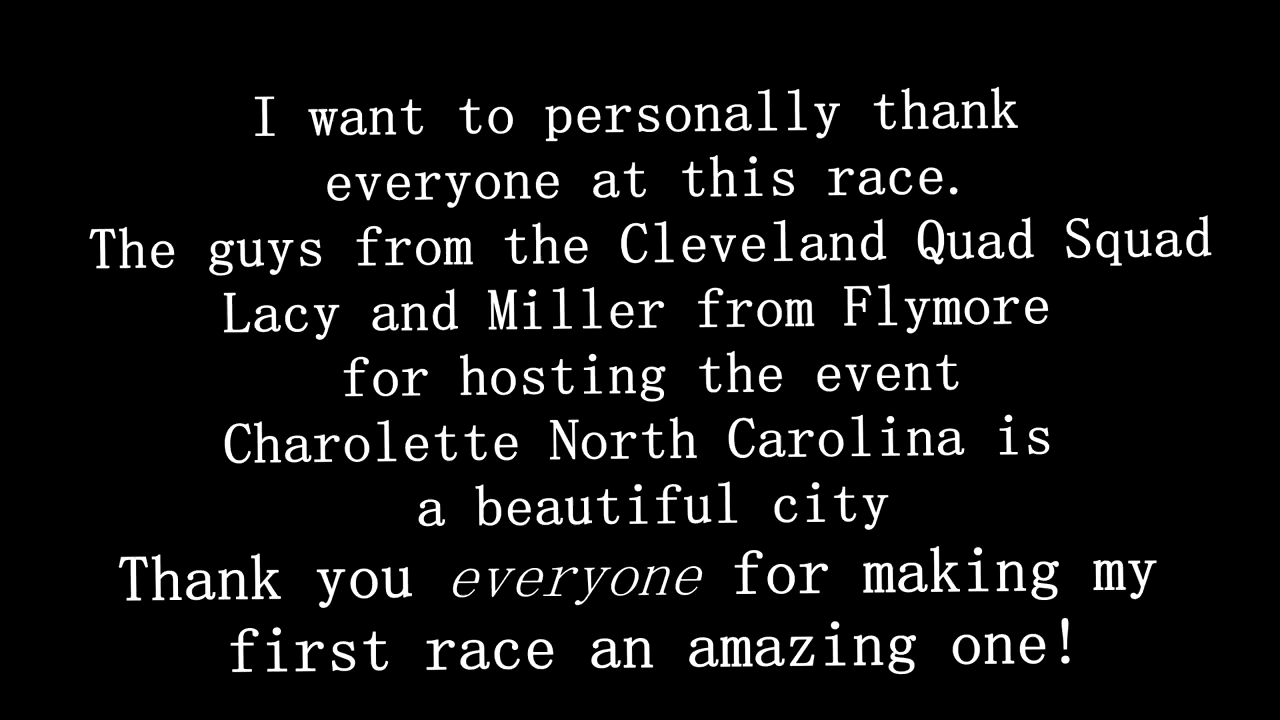 I want to personally thank
everyone at this race.
The guys from the Cleveland Quad Squad
Lacy and Miller from Flymore
for hosting the event
Charolette North Carolina is
a beautiful city
Thank you everyone for making my
first race an amazing one!